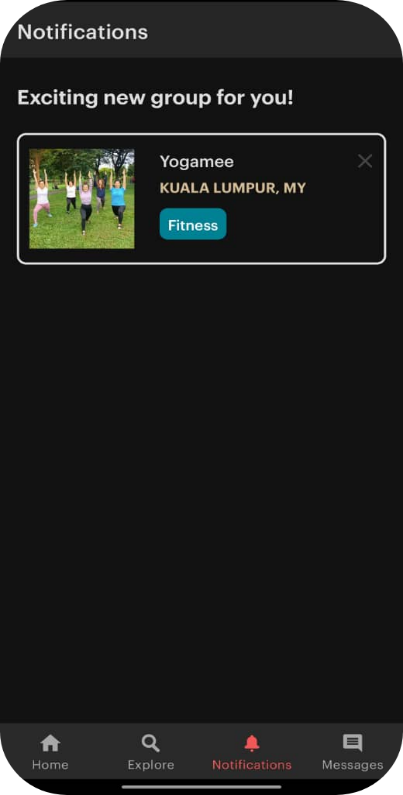 Notifications
Exciting new group for you!
Yogamee
KUALA LUMPUR, MY
Fitness
Home
Explore
Notifications
Messages